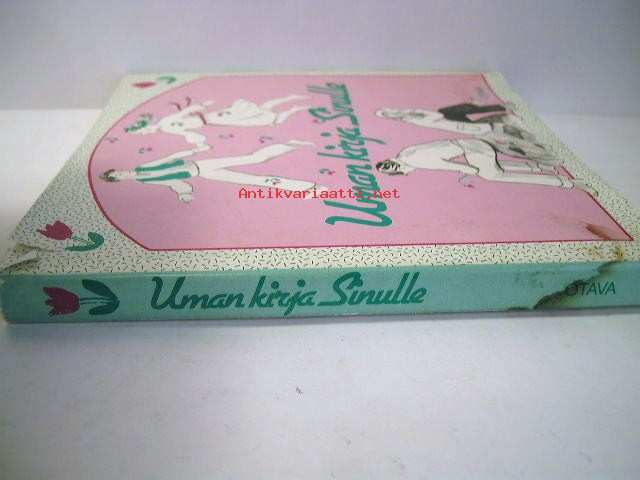 Uman kirja Sinulle
Antikvariaatti.net
Uman kirja Sinulle
OTAVA